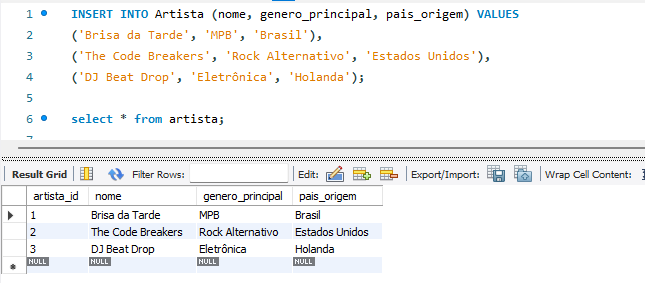 1 INSERT INTO Artista (nome, genero_principal, pais_origem) VALUES
2 ('Brisa da Tarde', 'MPB', 'Brasil'),
3 ('The Code Breakers', 'Rock Alternativo', 'Estados Unidos'),
4 ('DJ Beat Drop', 'Eletrônica', 'Holanda');
5
6 select * from artista;
Result Grid Filter Rows: Edit: Export/Import: Wrap Cell Content:
artista_id nome genero_principal pais_origem
1 Brisa da Tarde MPB Brasil
2 The Code Breakers Rock Alternativo Estados Unidos
3 DJ Beat Drop Eletrônica Holanda
NULL NULL NULL NULL